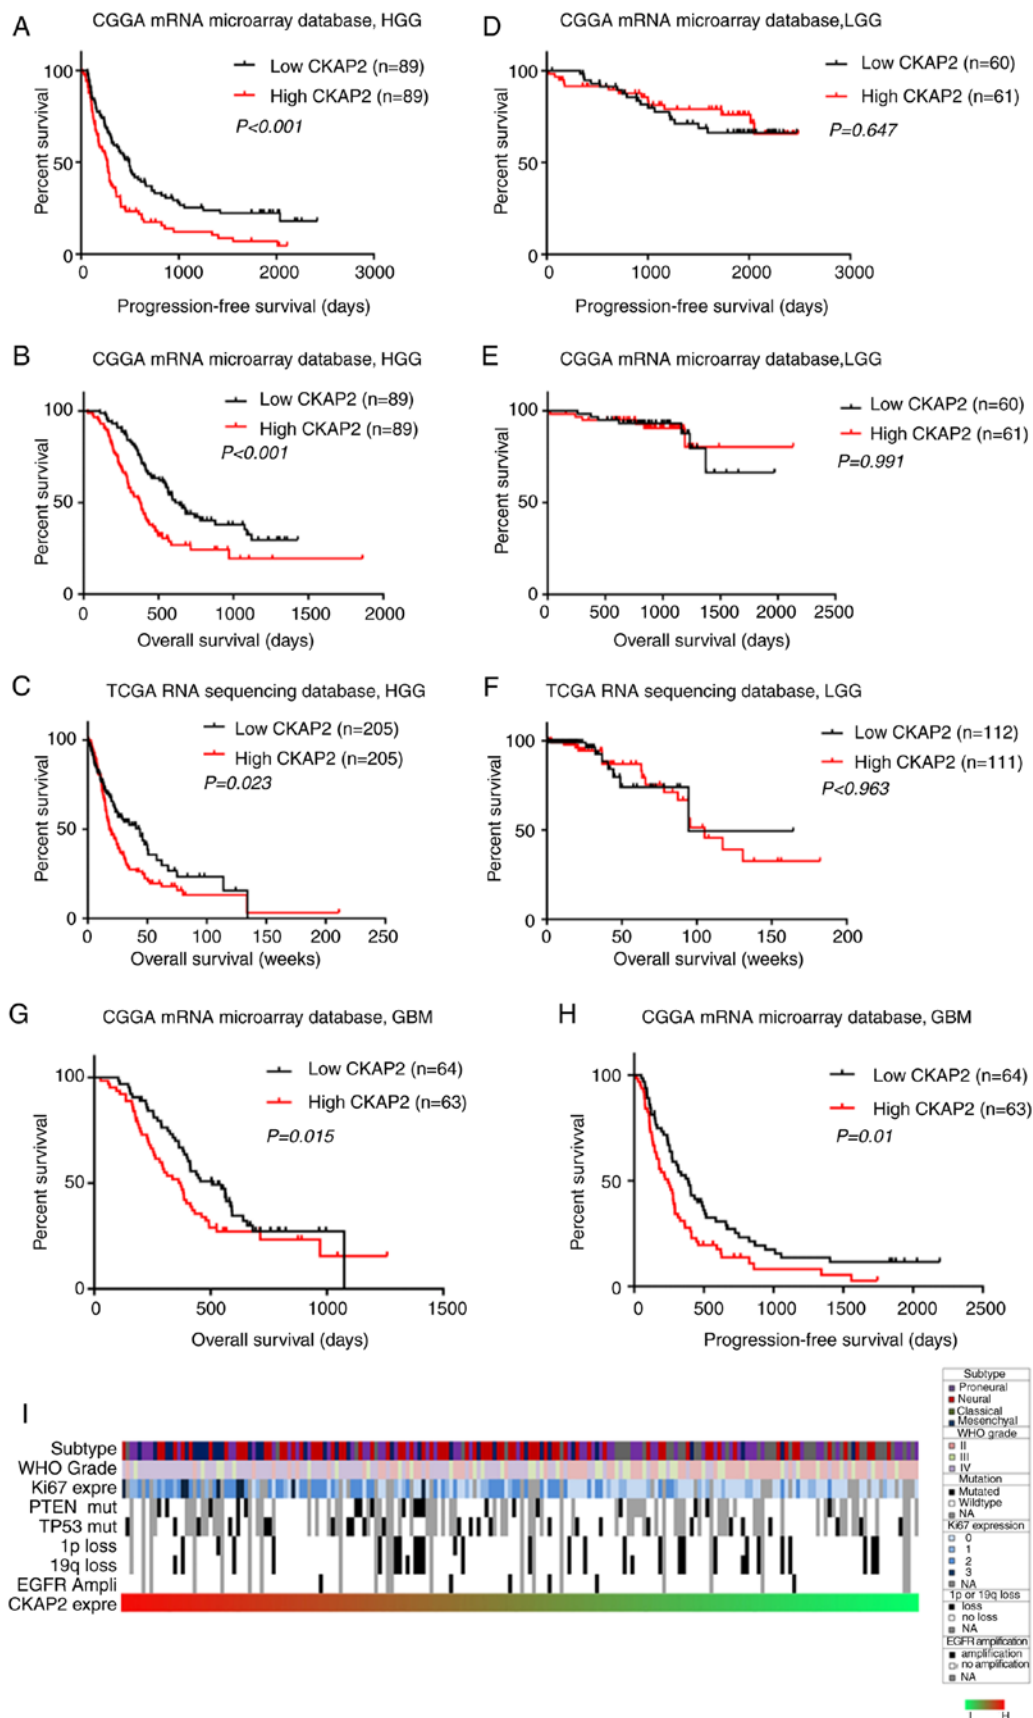 A
CGGA mRNA microarray database, HGG
Low CKAP2 (n=89)
High CKAP2 (n=89)
P<0.001
Percent survival
100
50
0
0 1000 2000 3000
Progression-free survival (days)
D
CGGA mRNA microarray database,LGG
Low CKAP2 (n=60)
High CKAP2 (n=61)
P=0.647
Percent survival
100
50
0
0 1000 2000 3000
Progression-free survival (days)
B
CGGA mRNA microarray database, HGG
Low CKAP2 (n=89)
High CKAP2 (n=89)
P<0.001
Percent survival
100
50
0
0 500 1000 1500 2000
Overall survival (days)
E
CGGA mRNA microarray database,LGG
Low CKAP2 (n=60)
High CKAP2 (n=61)
P=0.991
Percent survival
100
50
0
0 500 1000 1500 2000 2500
Overall survival (days)
C
TCGA RNA sequencing database, HGG
Low CKAP2 (n=205)
High CKAP2 (n=205)
P=0.023
Percent survival
100
50
0
0 50 100 150 200 250
Overall survival (weeks)
F
TCGA RNA sequencing database, LGG
Low CKAP2 (n=112)
High CKAP2 (n=111)
P<0.963
Percent survival
100
50
0
0 50 100 150 200
Overall survival (weeks)
G
CGGA mRNA microarray database, GBM
Low CKAP2 (n=64)
High CKAP2 (n=63)
P=0.015
Percent survivval
100
50
0
0 500 1000 1500
Overall survival (days)
H
CGGA mRNA microarray database, GBM
Low CKAP2 (n=64)
High CKAP2 (n=63)
P=0.01
Percent survivval
100
50
0
0 500 1000 1500 2000 2500
Progression-free survival (days)
I
Subtype
WHO Grade
Ki67 expre
PTEN mut
TP53 mut
1p loss
19q loss
EGFR Ampli
CKAP2 expre
Subtype
Proneural
Neural
Classical
Mesenchyal
WHO grade
II
III
IV
Mutation
Mutated
Wildtype
NA
Ki67 expression
0
1
2
3
NA
1p or 19q loss
loss
no loss
NA
EGFR amplification
amplification
no amplification
NA
L H